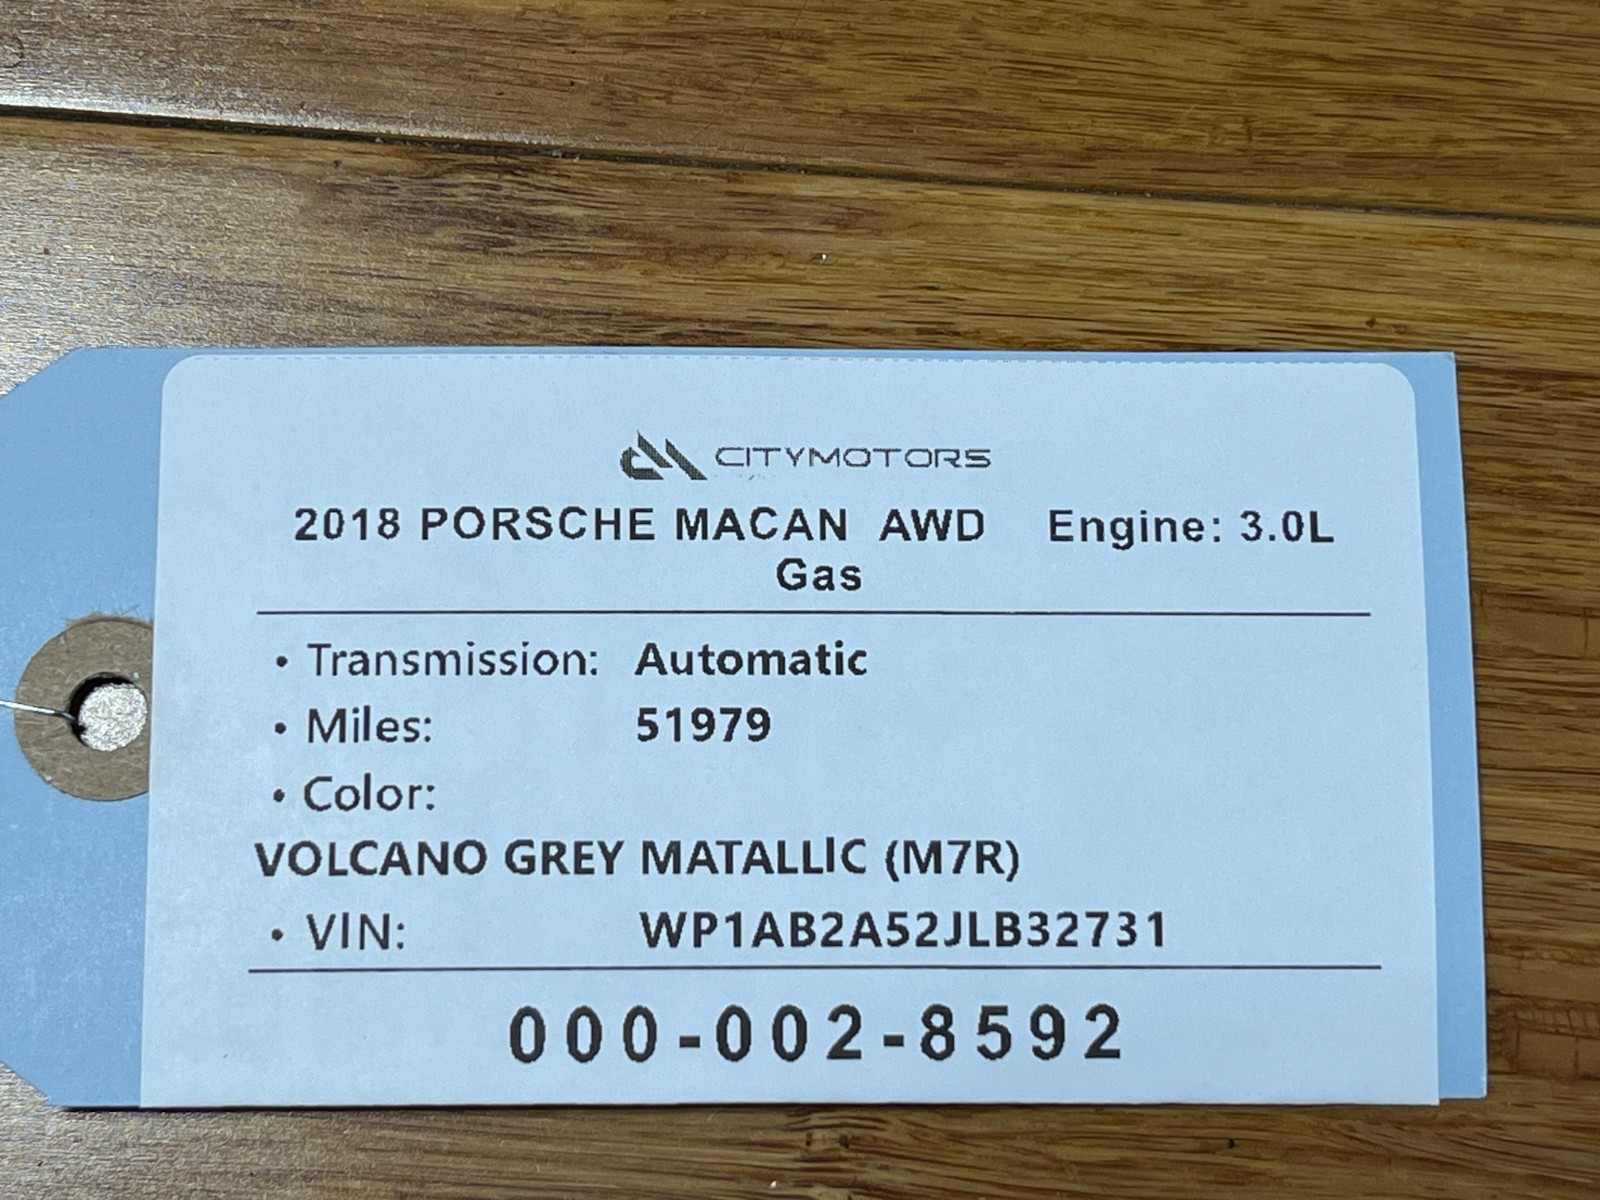 CITYMOTORS
2018 PORSCHE MACAN AWD Engine: 3.0L
Gas
• Transmission: Automatic
• Miles: 51979
• Color:
VOLCANO GREY MATALLIC (M7R)
• VIN: WP1AB2A52JLB32731
000-002-8592